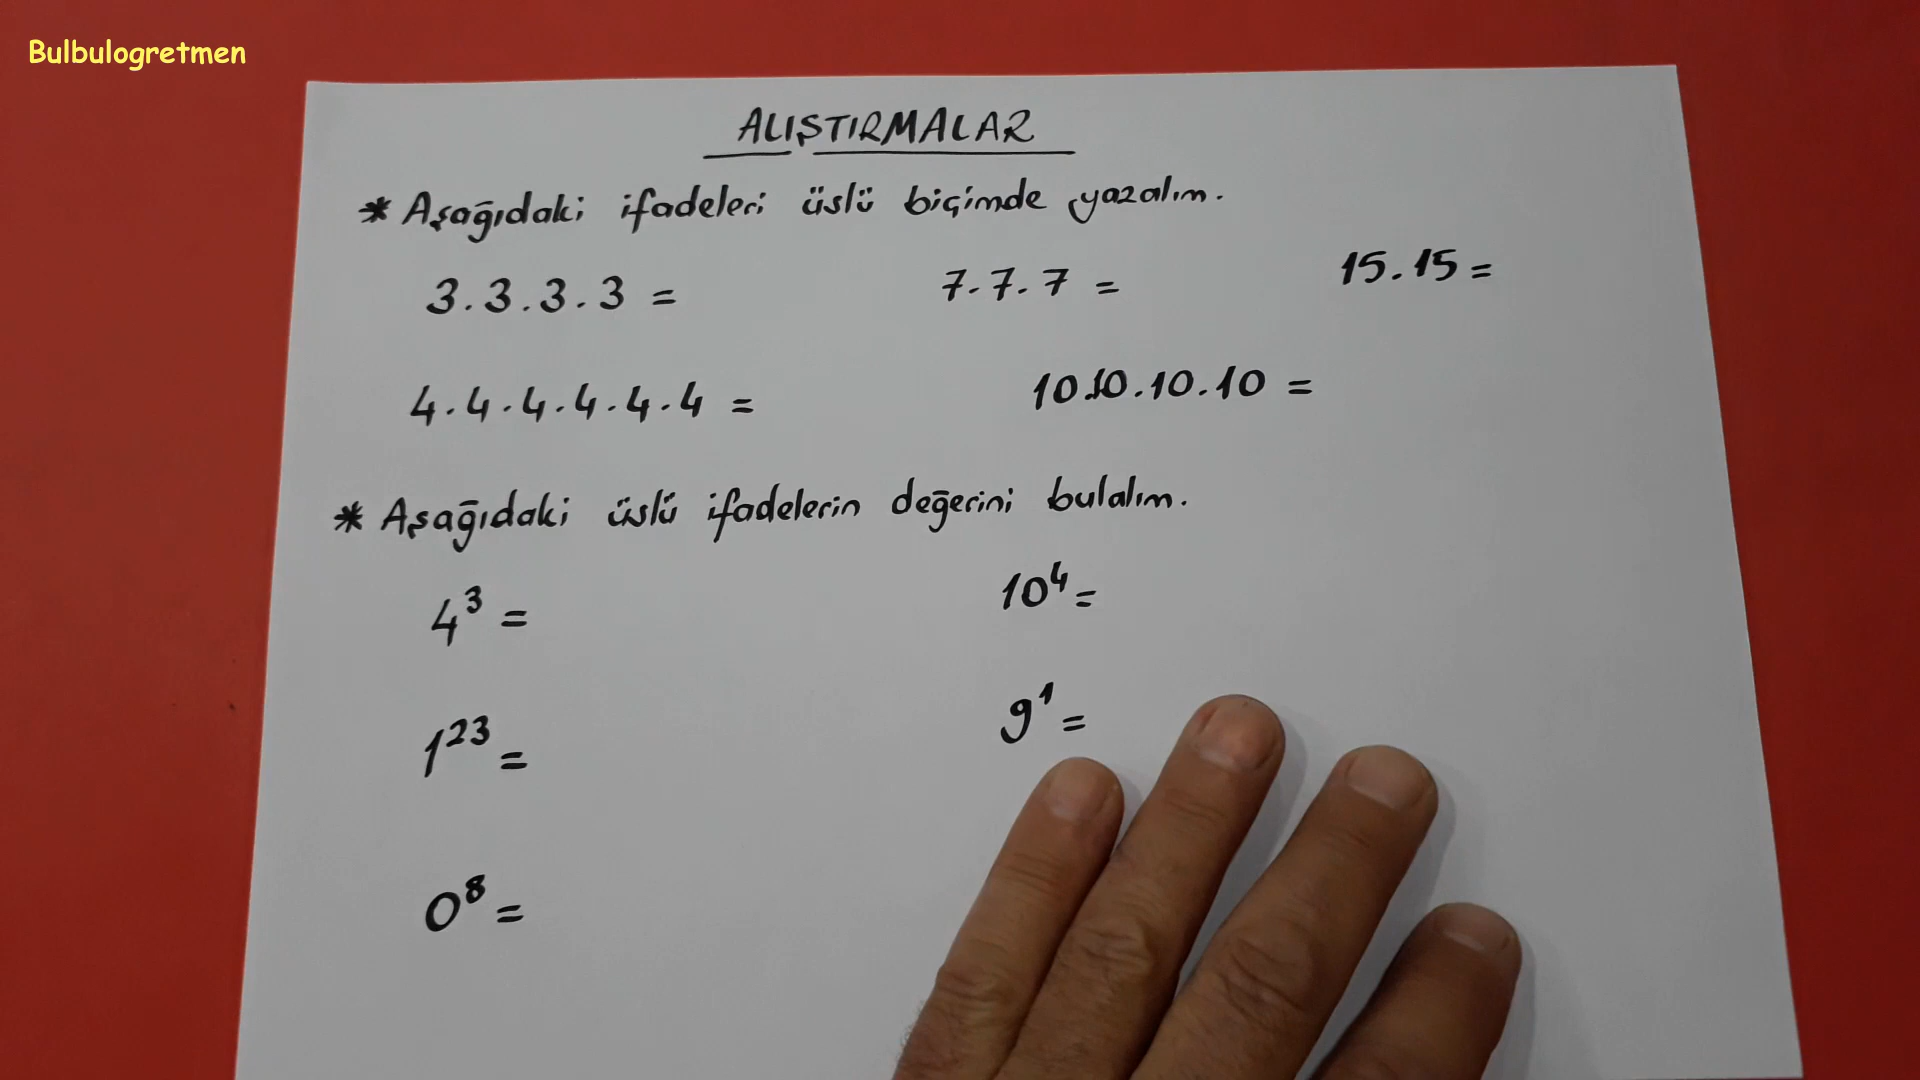 Bulbulogretmen
ALIŞTIRMALAR
* Aşağıdaki ifadeleri üslü biçimde yazalım.
3.3.3.3 = 7.7.7 = 15.15 =
4.4.4.4.4.4 = 10.10.10.10 =
* Aşağıdaki üslü ifadelerin değerini bulalım.
4³ = 10⁴ =
1²³ = 9¹ =
0⁸ =